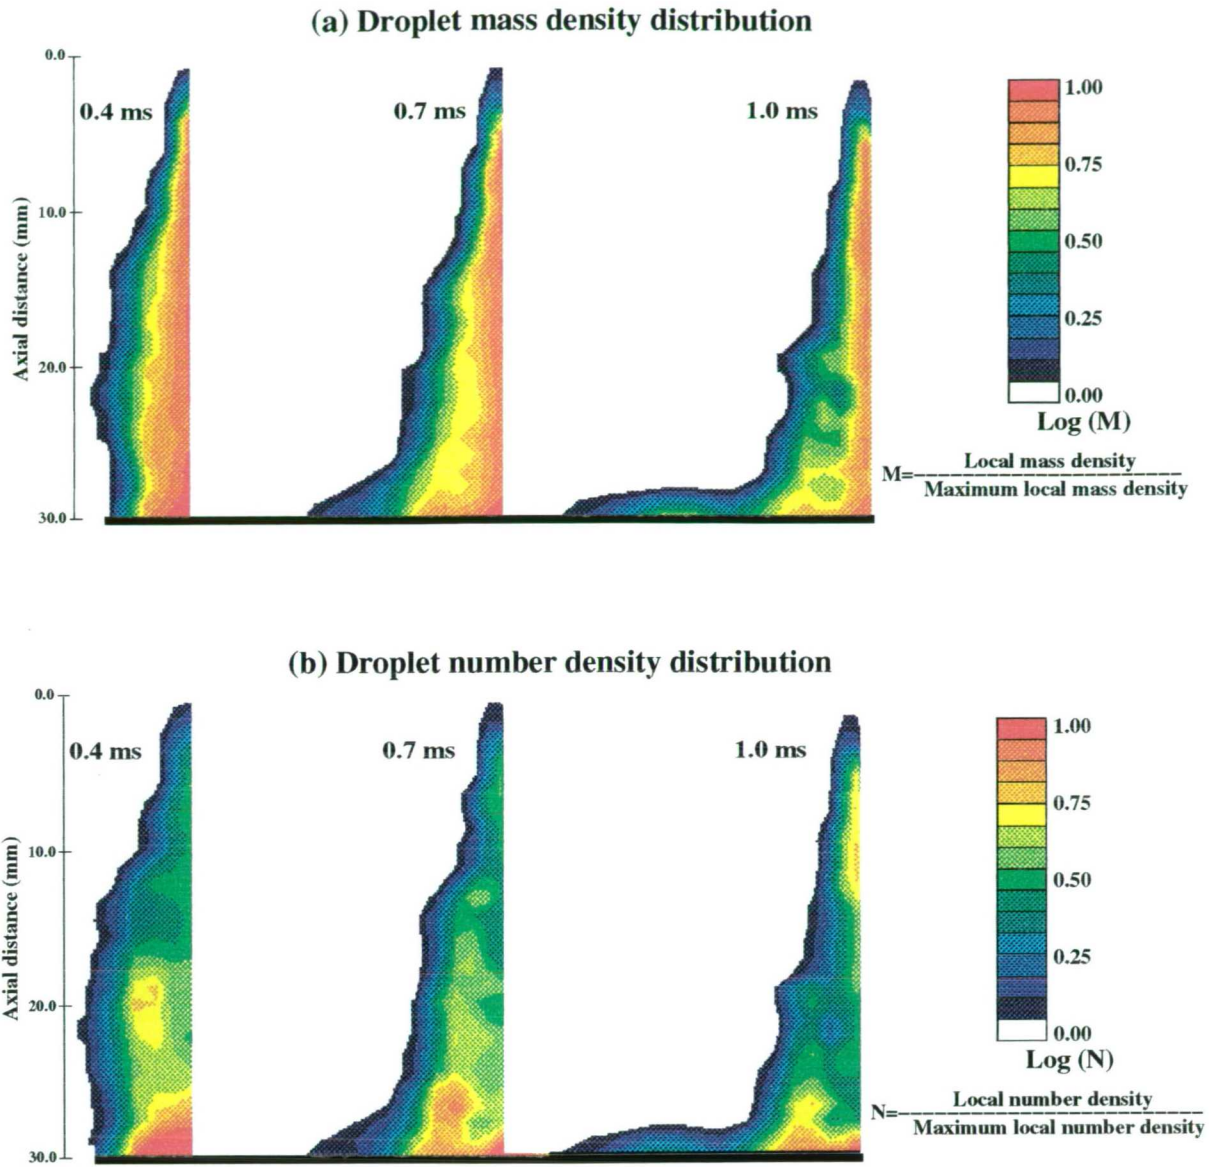 (a) Droplet mass density distribution
0.0
0.4 ms
0.7 ms
1.0 ms
10.0
20.0
30.0
Axial distance (mm)
1.00
0.75
0.50
0.25
0.00
Log (M)
M=
Local mass density
Maximum local mass density
(b) Droplet number density distribution
0.0
0.4 ms
0.7 ms
1.0 ms
10.0
20.0
30.0
Axial distance (mm)
1.00
0.75
0.50
0.25
0.00
Log (N)
N=
Local number density
Maximum local number density